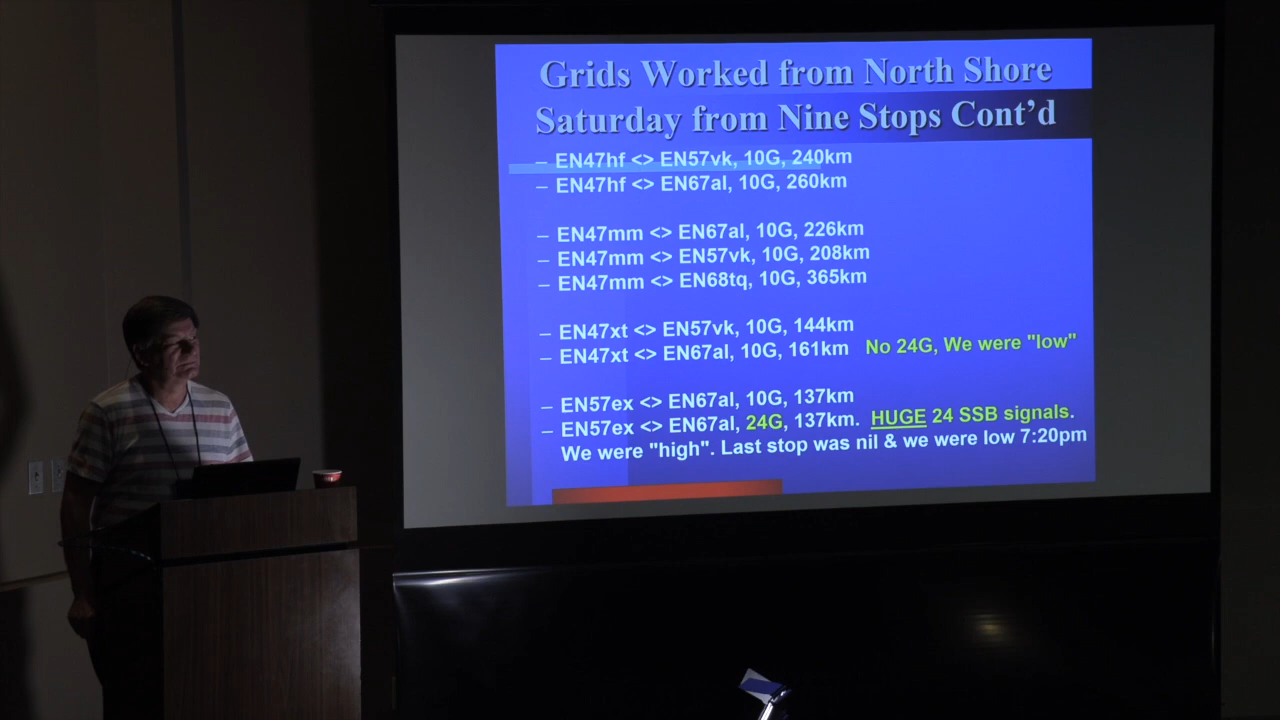 Grids Worked from North Shore
Saturday from Nine Stops Cont'd
– EN47hf <> EN57vk, 10G, 240km
– EN47hf <> EN67al, 10G, 260km
– EN47mm <> EN67al, 10G, 226km
– EN47mm <> EN57vk, 10G, 208km
– EN47mm <> EN68tq, 10G, 365km
– EN47xt <> EN57vk, 10G, 144km
– EN47xt <> EN67al, 10G, 161km No 24G, We were "low"
– EN57ex <> EN67al, 10G, 137km
– EN57ex <> EN67al, 24G, 137km. HUGE 24 SSB signals.
We were "high". Last stop was nil & we were low 7:20pm